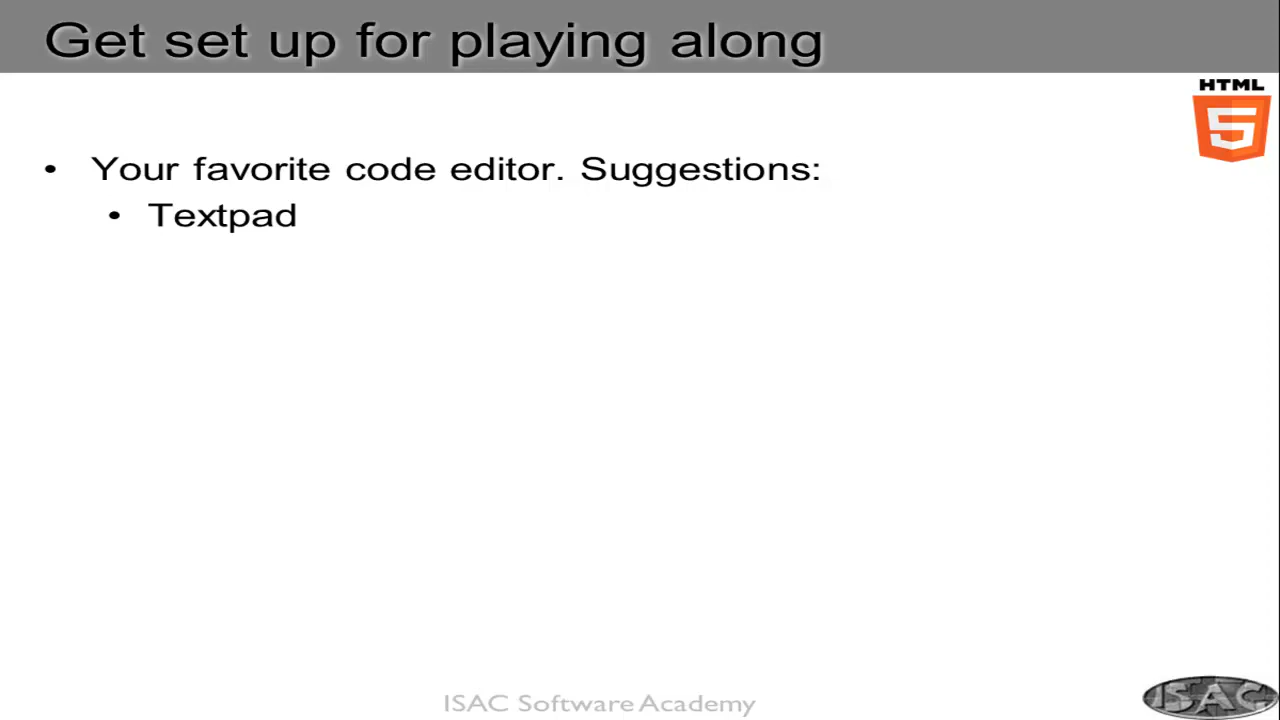 Get set up for playing along
HTML
5
• Your favorite code editor. Suggestions:
• Textpad
ISAC Software Academy
ISAC